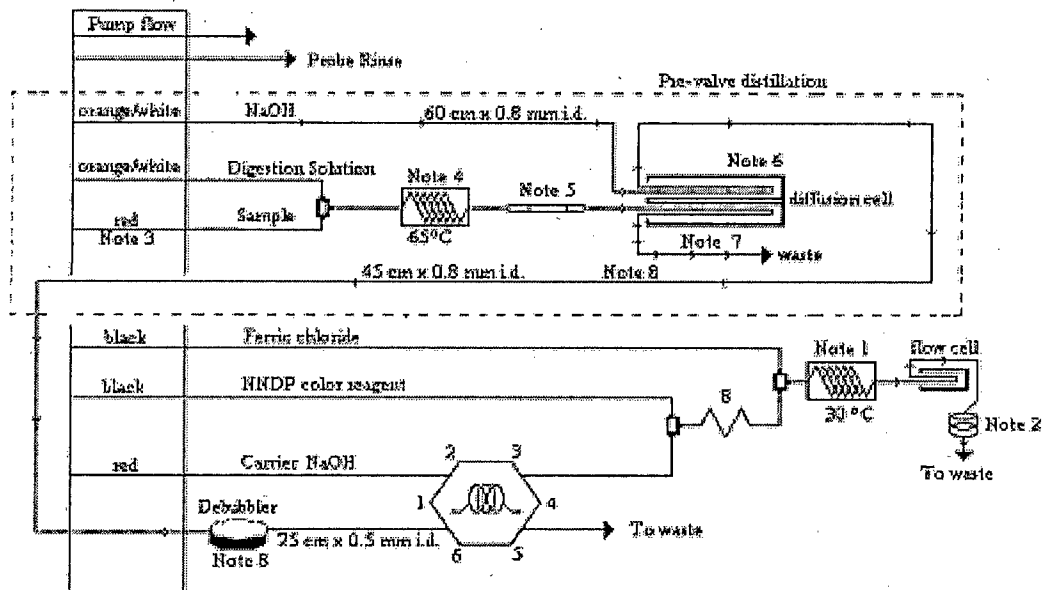 Pump flow
Probe Rinse
Pre-valve distillation
orange/white NaOH 60 cm x 0.8 mm i.d.
Note 6
orange/white Digestion Solution
Note 4
Note 5
diffusion cell
red Sample
Note 3
65°C
Note 7
waste
45 cm x 0.8 mm i.d. Note 8
black Ferric chloride
Note 1
flow cell
black NNDP color reagent
8
30 °C
Note 2
To waste
red Carrier NaOH
2 3
1 4
Debubbler
25 cm x 0.5 mm i.d.
To waste
Note 8
6 5